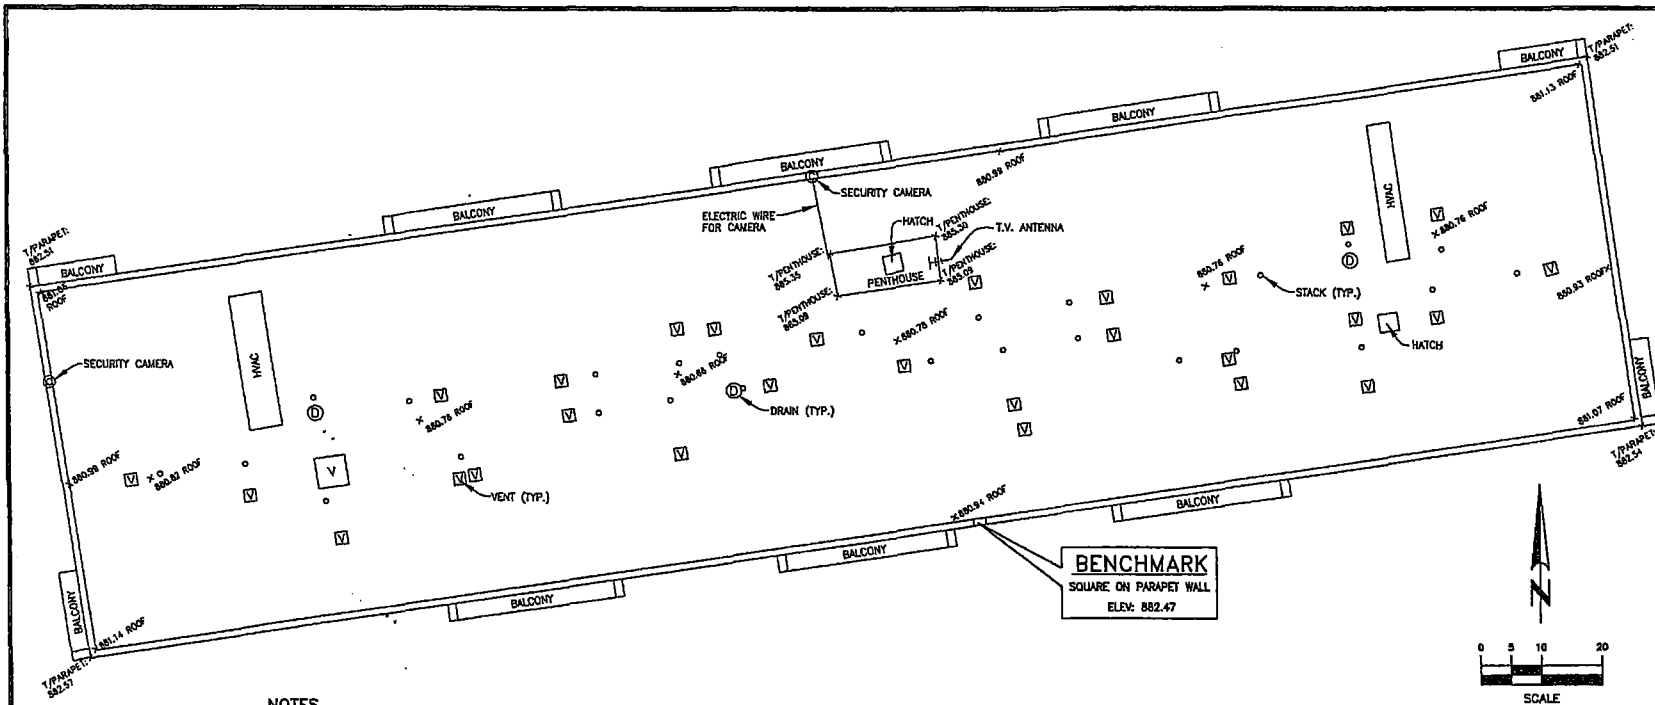 T/PARAPET:
882.51
BALCONY
881.13 ROOF
BALCONY
BALCONY
880.99 ROOF
HVAC
SECURITY CAMERA
ELECTRIC WIRE
FOR CAMERA
HATCH
T/PENTHOUSE:
885.30
T.V. ANTENNA
BALCONY
T/PARAPET:
882.51
BALCONY
ROOF
T/PENTHOUSE:
885.35
PENTHOUSE
T/PENTHOUSE:
885.09
T/PENTHOUSE:
885.09
880.76 ROOF
880.76 ROOF
V
V
D
V
V
V
V
STACK (TYP.)
880.93 ROOF
V
V
HATCH
HVAC
SECURITY CAMERA
V
V
V
880.78 ROOF
V
V
V
V
V
880.66 ROOF
D
DRAIN (TYP.)
V
V
V
V
D
880.78 ROOF
BALCONY
881.07 ROOF
T/PARAPET:
882.54
V
V
V
880.99 ROOF
880.82 ROOF
V
V
V
V
V
VENT (TYP.)
V
880.94 ROOF
BALCONY
BALCONY
BALCONY
BALCONY
881.14 ROOF
T/PARAPET:
882.57
BENCHMARK
SQUARE ON PARAPET WALL
ELEV: 882.47
N
0 5 10 20
SCALE
NOTES